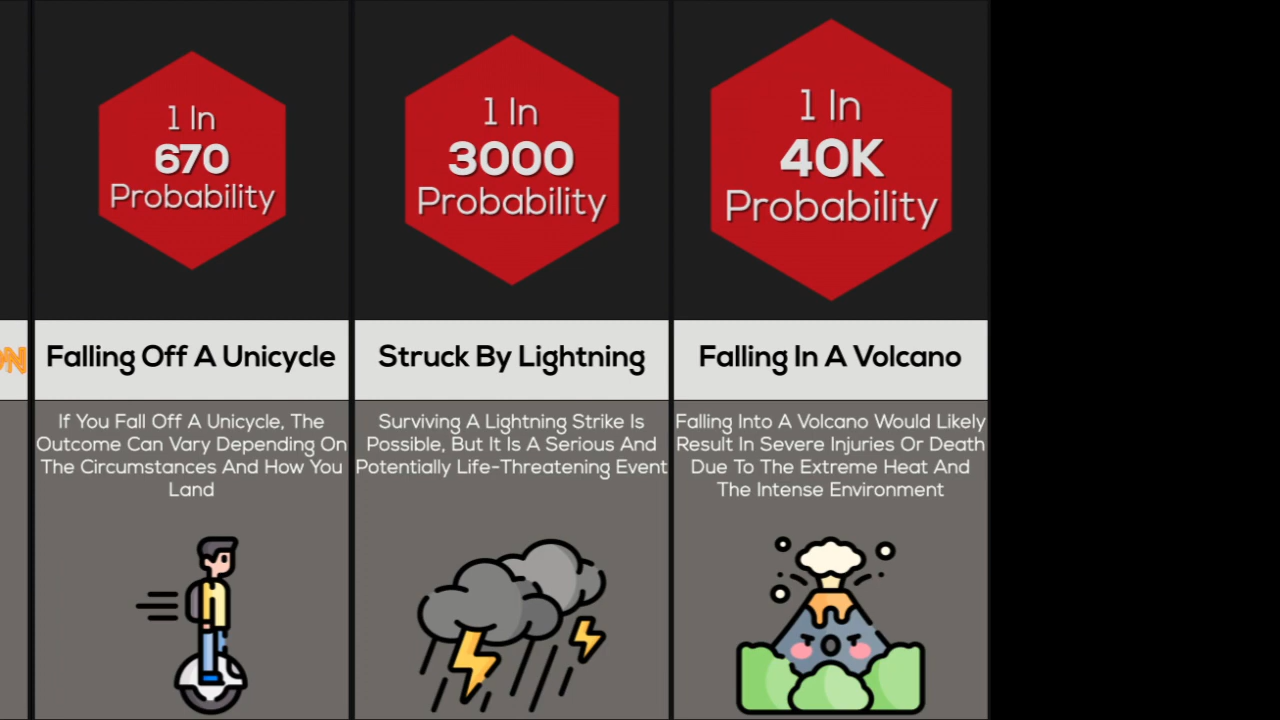 1 In
670
Probability
1 In
3000
Probability
1 In
40K
Probability
Falling Off A Unicycle
Struck By Lightning
Falling In A Volcano
If You Fall Off A Unicycle, The
Outcome Can Vary Depending On
The Circumstances And How You
Land
Surviving A Lightning Strike Is
Possible, But It Is A Serious And
Potentially Life-Threatening Event
Falling Into A Volcano Would Likely
Result In Severe Injuries Or Death
Due To The Extreme Heat And
The Intense Environment